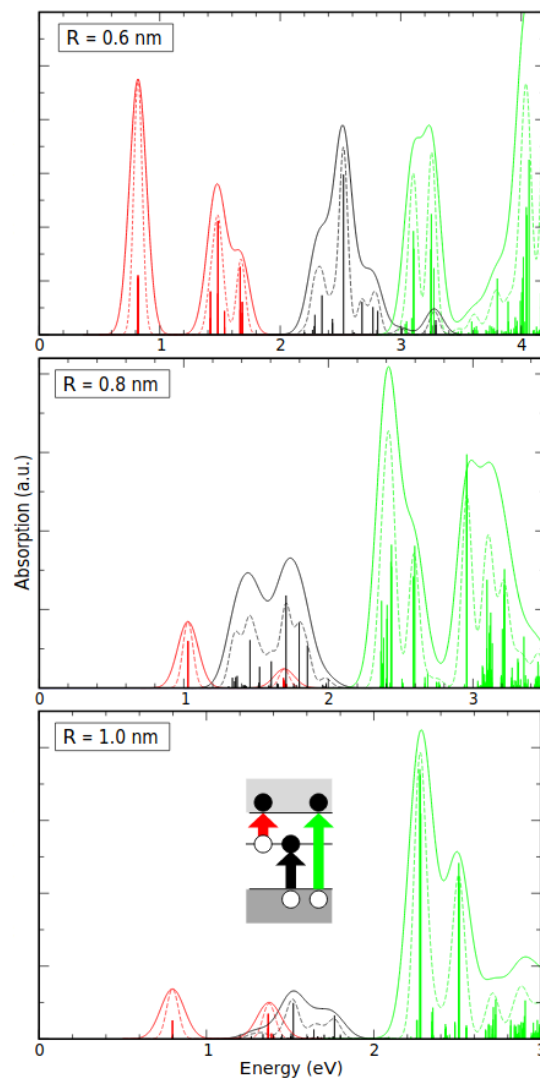 R = 0.6 nm
0 1 2 3 4
R = 0.8 nm
Absorption (a.u.)
1 2 3
R = 1.0 nm
0 1 2 3
Energy (eV)